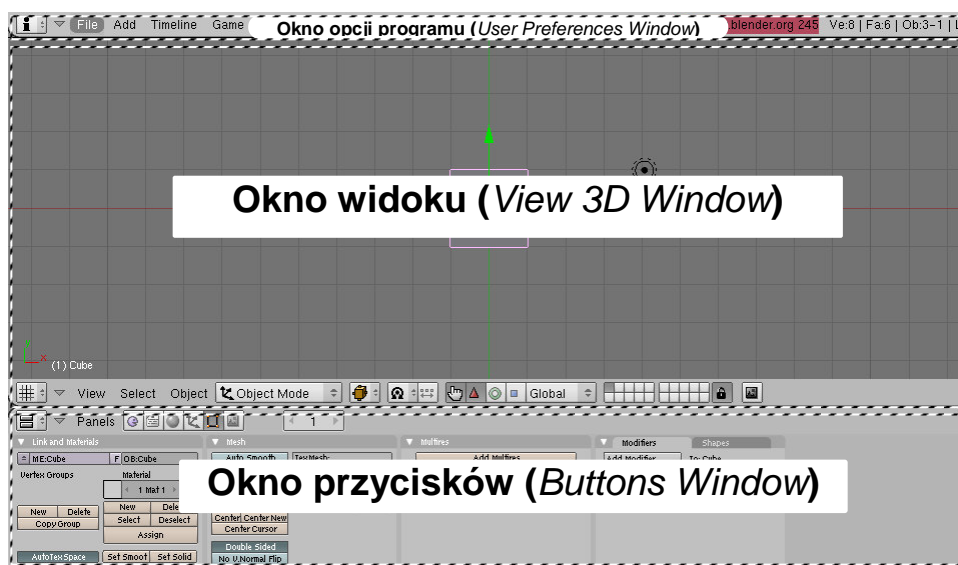 File Add Timeline Game Okno opcji programu (User Preferences Window) blender.org 245 Ve:8 | Fa:6 | Ob:3-1 |
Okno widoku (View 3D Window)
(1) Cube
View Select Object Object Mode Global
Panels 1
Link and Materials Mesh Multires Modifiers Shapes
ME:Cube F OB:Cube Auto Smooth TexMesh: Add Multires Add Modifier To: Cube
Vertex Groups Material
1 Mat 1
Okno przycisków (Buttons Window)
New Delete New Select Deselect
Copy Group Assign
Center Center New
Center Cursor
Double Sided
AutoTexSpace Set Smoot Set Solid No V.Normal Flip